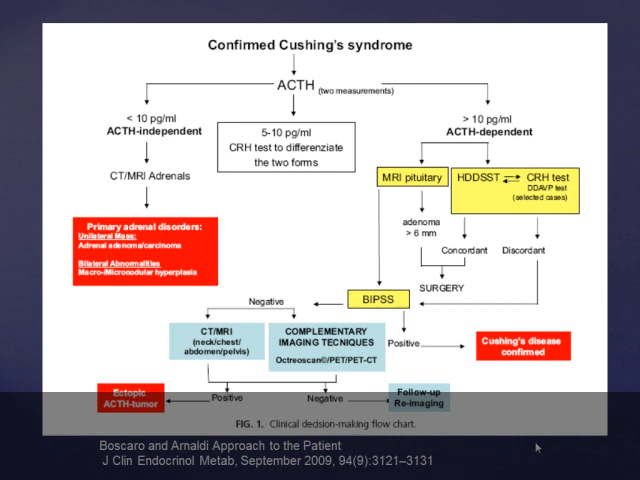 Confirmed Cushing's syndrome
ACTH (two measurements)
< 10 pg/ml
ACTH-independent
5-10 pg/ml
CRH test to differenziate
the two forms
> 10 pg/ml
ACTH-dependent
CT/MRI Adrenals
MRI pituitary
HDDSST
CRH test
DDAVP test
(selected cases)
Primary adrenal disorders:
Unilateral Mass:
Adrenal adenoma/carcinoma
Bilateral Abnormalities
Macro-/Micronodular hyperplasia
adenoma
> 6 mm
Concordant
Discordant
SURGERY
BIPSS
Negative
CT/MRI
(neck/chest/
abdomen/pelvis)
COMPLEMENTARY
IMAGING TECNIQUES
Octreoscan©/PET/PET-CT
Positive
Cushing's disease
confirmed
Ectopic
ACTH-tumor
Positive
Negative
Follow-up
Re-imaging
FIG. 1. Clinical decision-making flow chart.
Boscaro and Arnaldi Approach to the Patient
J Clin Endocrinol Metab, September 2009, 94(9):3121–3131